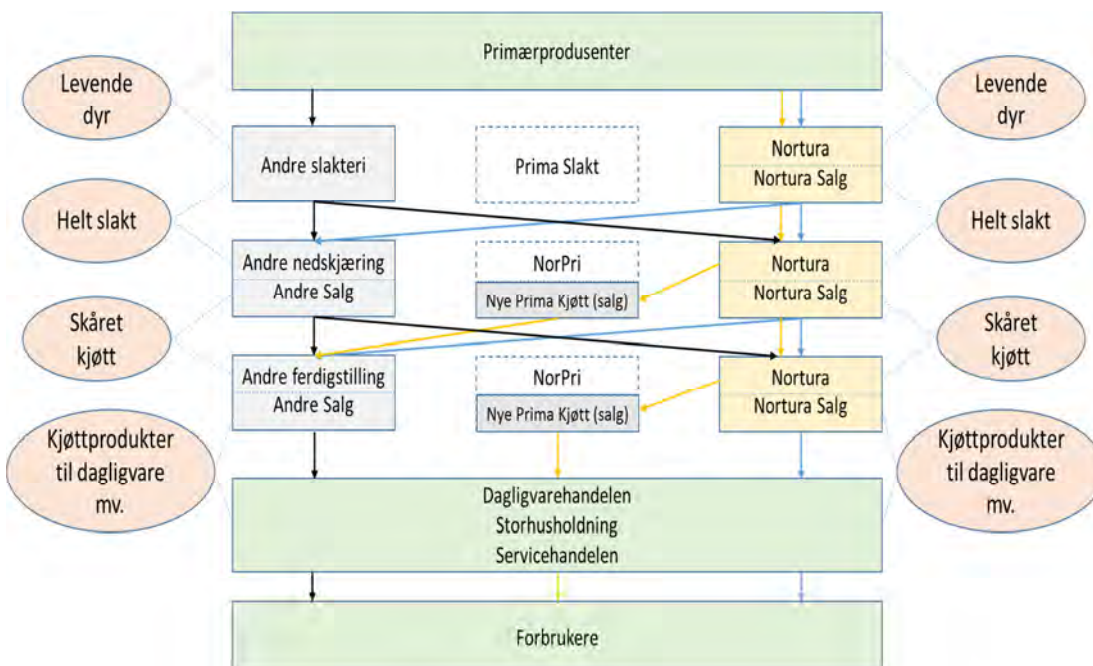 Primærprodusenter
Levende
dyr
Levende
dyr
Andre slakteri
Prima Slakt
Nortura
Nortura Salg
Helt slakt
Helt slakt
Andre nedskjæring
Andre Salg
NorPri
Nye Prima Kjøtt (salg)
Nortura
Nortura Salg
Skåret
kjøtt
Skåret
kjøtt
Andre ferdigstilling
Andre Salg
NorPri
Nye Prima Kjøtt (salg)
Nortura
Nortura Salg
Kjøttprodukter
til dagligvare
mv.
Kjøttprodukter
til dagligvare
mv.
Dagligvarehandelen
Storhusholdning
Servicehandelen
Forbrukere